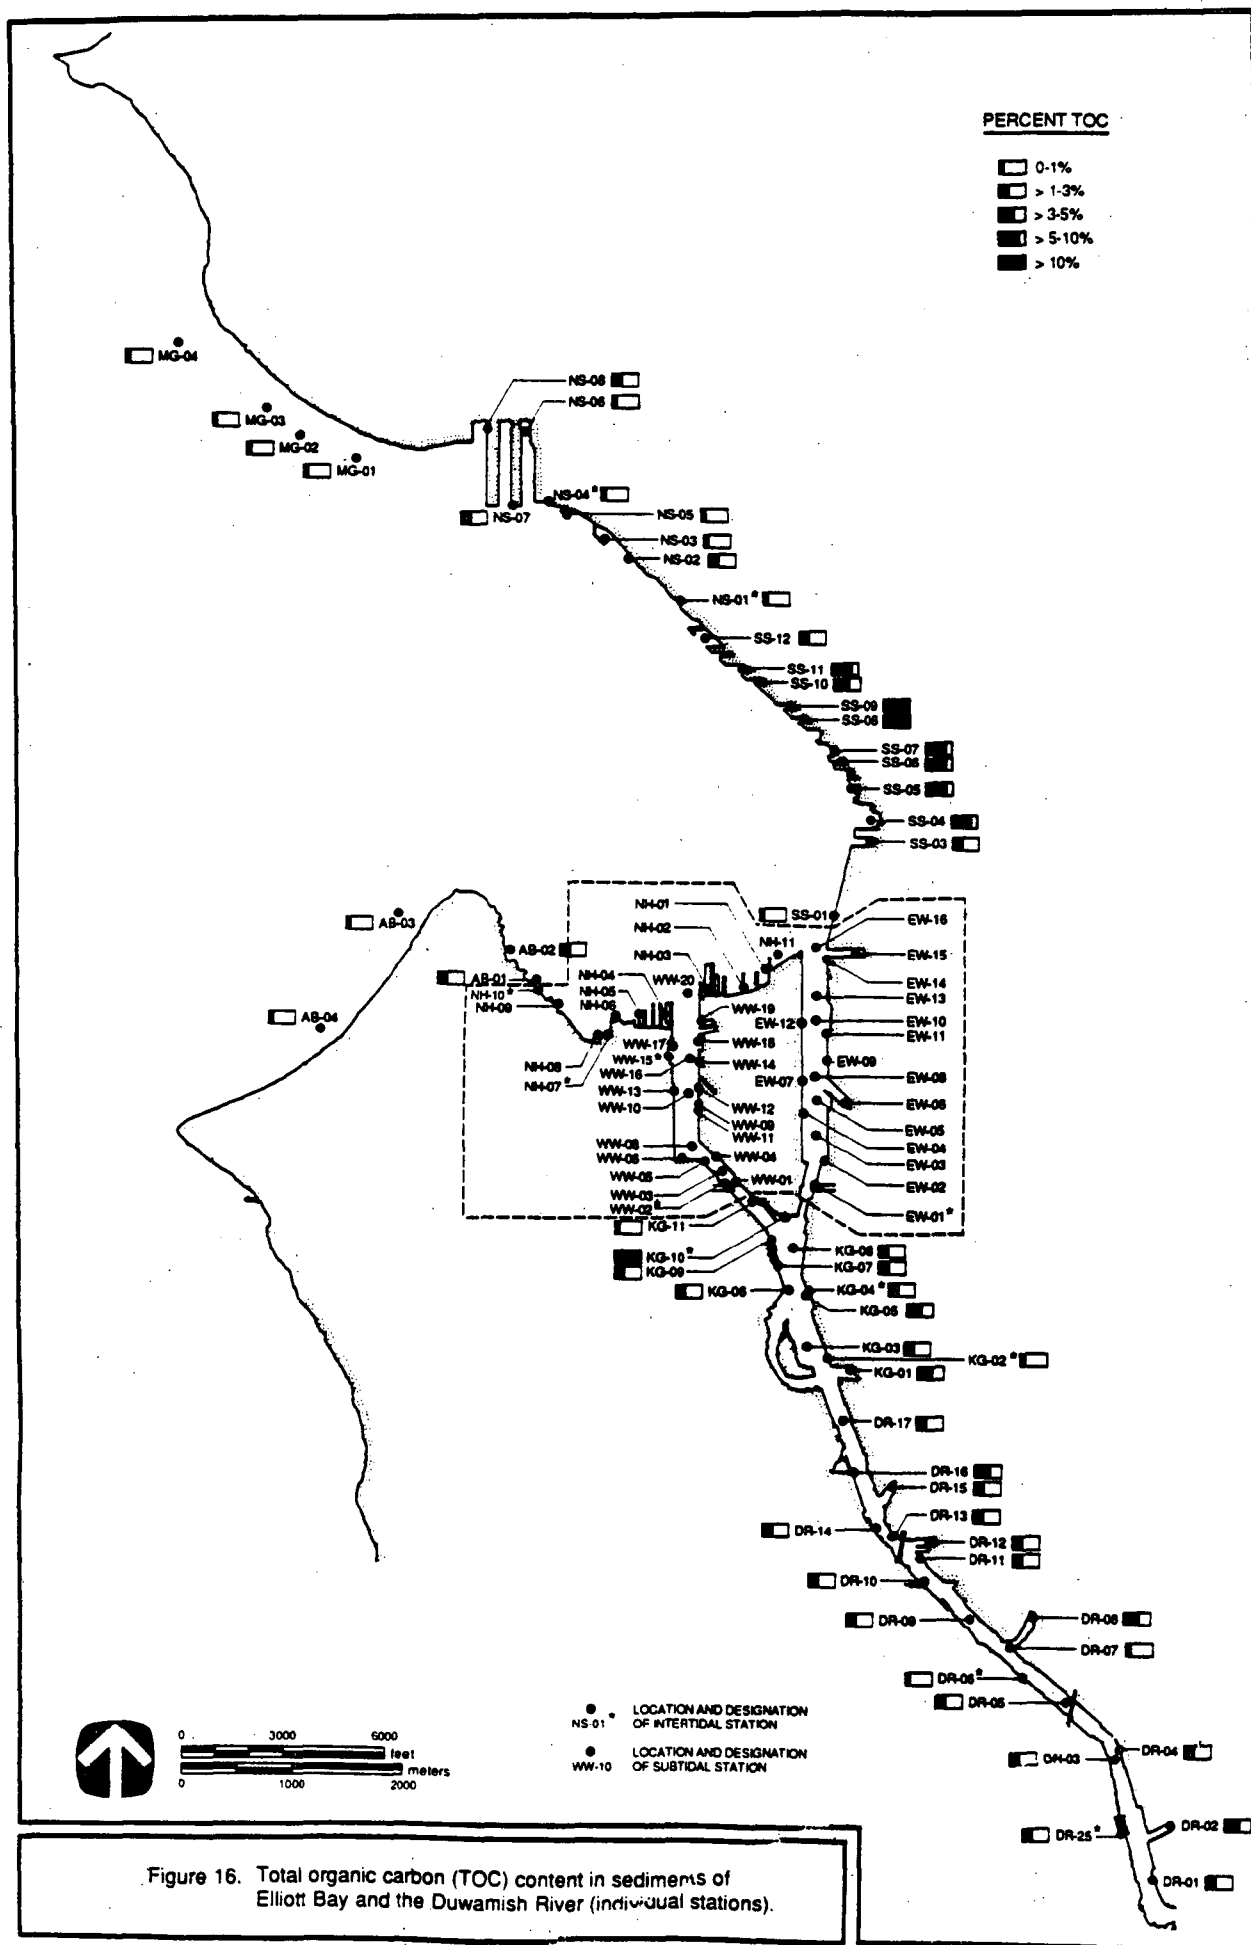 PERCENT TOC
0-1%
> 1-3%
> 3-5%
> 5-10%
> 10%
MG-04
MG-03
MG-02
MG-01
NS-08
NS-06
NS-04*
NS-07
NS-05
NS-03
NS-02
NS-01*
SS-12
SS-11
SS-10
SS-09
SS-08
SS-07
SS-06
SS-05
SS-04
SS-03
SS-01
AB-03
AB-02
AB-01
AB-04
NH-01
NH-02
NH-03
NH-11
NH-04
NH-05
NH-06
NH-10*
NH-09
NH-08
NH-07*
WW-20
WW-19
WW-18
WW-17
WW-15*
WW-16
WW-14
WW-13
WW-10
WW-12
WW-09
WW-11
WW-08
WW-06
WW-04
WW-05
WW-03
WW-02*
WW-01
EW-16
EW-15
EW-14
EW-13
EW-12
EW-10
EW-11
EW-09
EW-08
EW-07
EW-06
EW-05
EW-04
EW-03
EW-02
EW-01*
KG-11
KG-10*
KG-09
KG-08
KG-07
KG-06
KG-04*
KG-05
KG-03
KG-02*
KG-01
DR-17
DR-16
DR-15
DR-14
DR-13
DR-12
DR-11
DR-10
DR-09
DR-08
DR-07
DR-06*
DR-05
DR-04
DR-03
DR-25*
DR-02
DR-01
0 3000 6000
feet
meters
0 1000 2000
LOCATION AND DESIGNATION
NS-01* OF INTERTIDAL STATION
LOCATION AND DESIGNATION
WW-10 OF SUBTIDAL STATION
Figure 16. Total organic carbon (TOC) content in sediments of
Elliott Bay and the Duwamish River (individual stations).